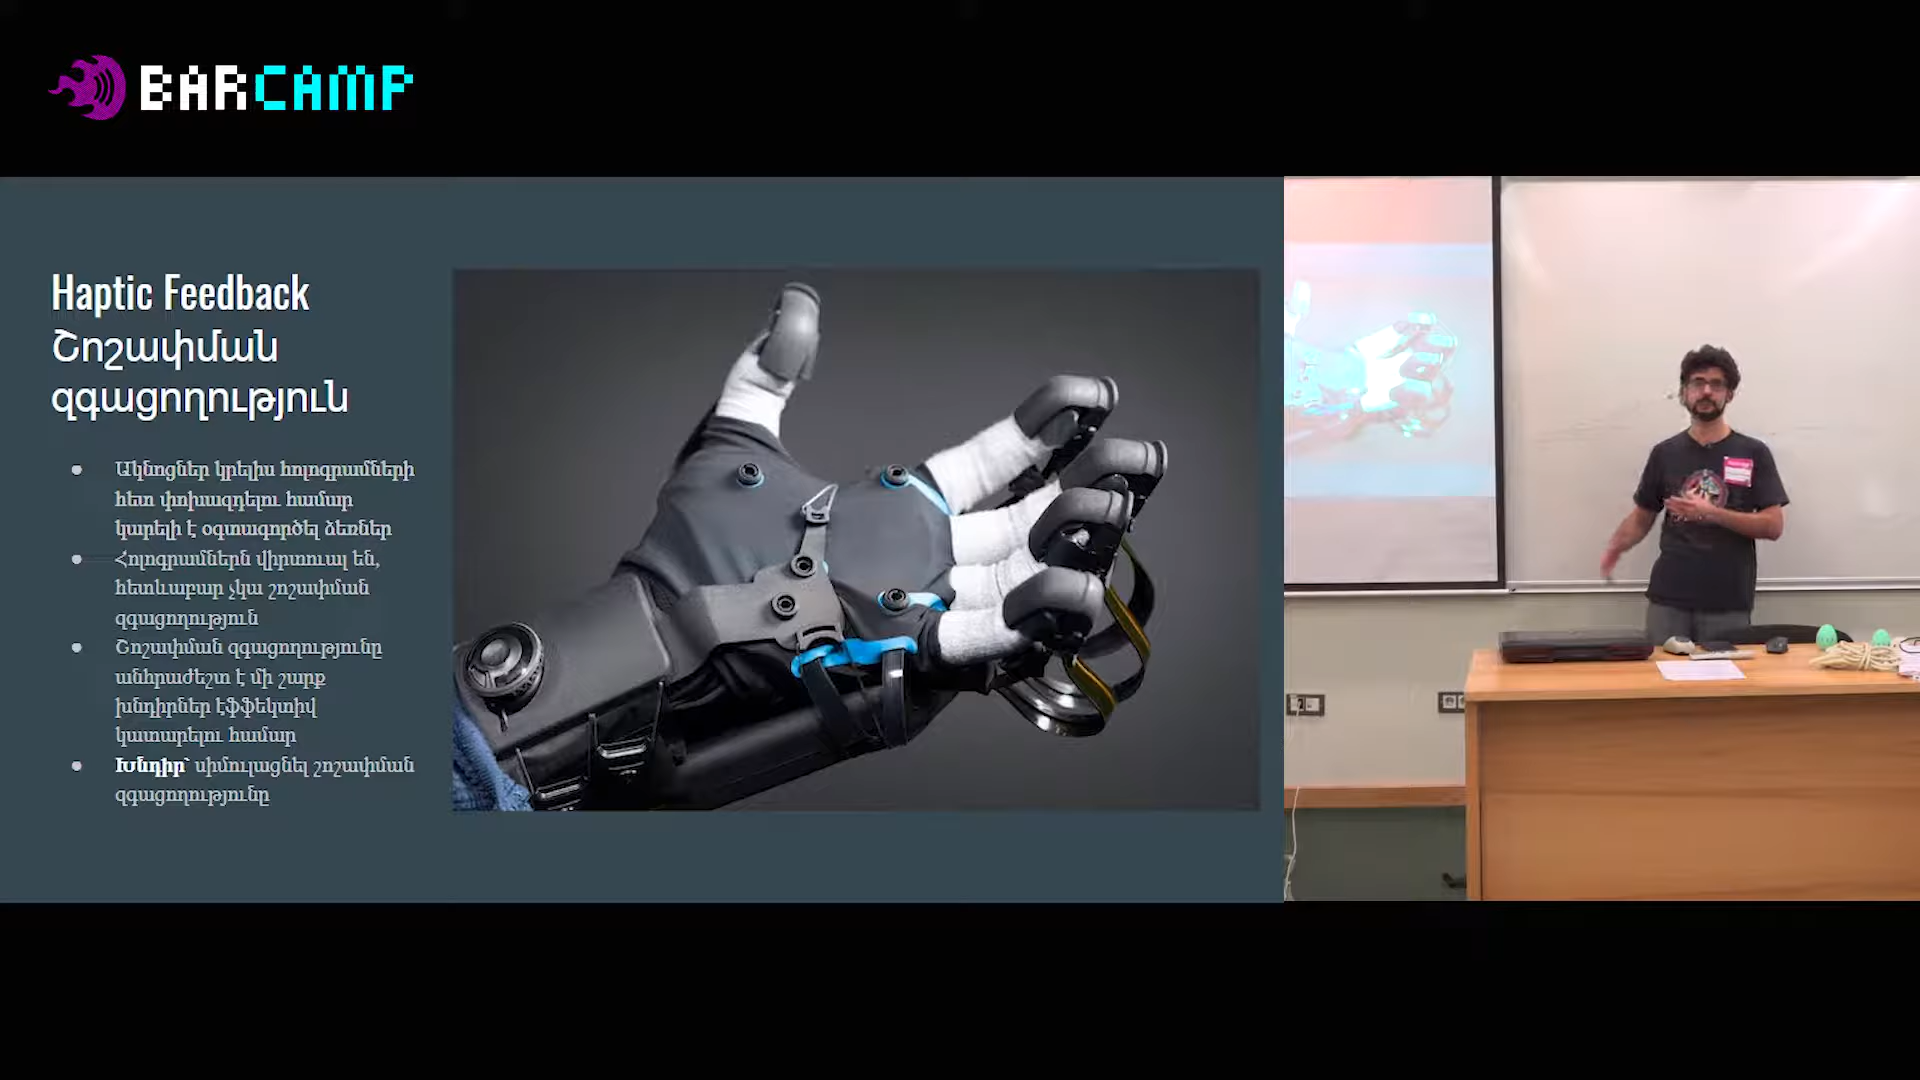 BARCAMP
Haptic Feedback
Շոշափման
զգացողություն
● Ակնոցներ կրելիս հոլոգրամների
հետ փոխազդելու համար
կարելի է օգտագործել ձեռներ
● Հոլոգրամներն վիրտուալ են,
հետևաբար չկա շոշափման
զգացողություն
● Շոշափման զգացողությունը
անհրաժեշտ է մի շարք
խնդիրներ էֆֆեկտիվ
կատարելու համար
● Խնդիր՝ սիմուլացնել շոշափման
զգացողությունը